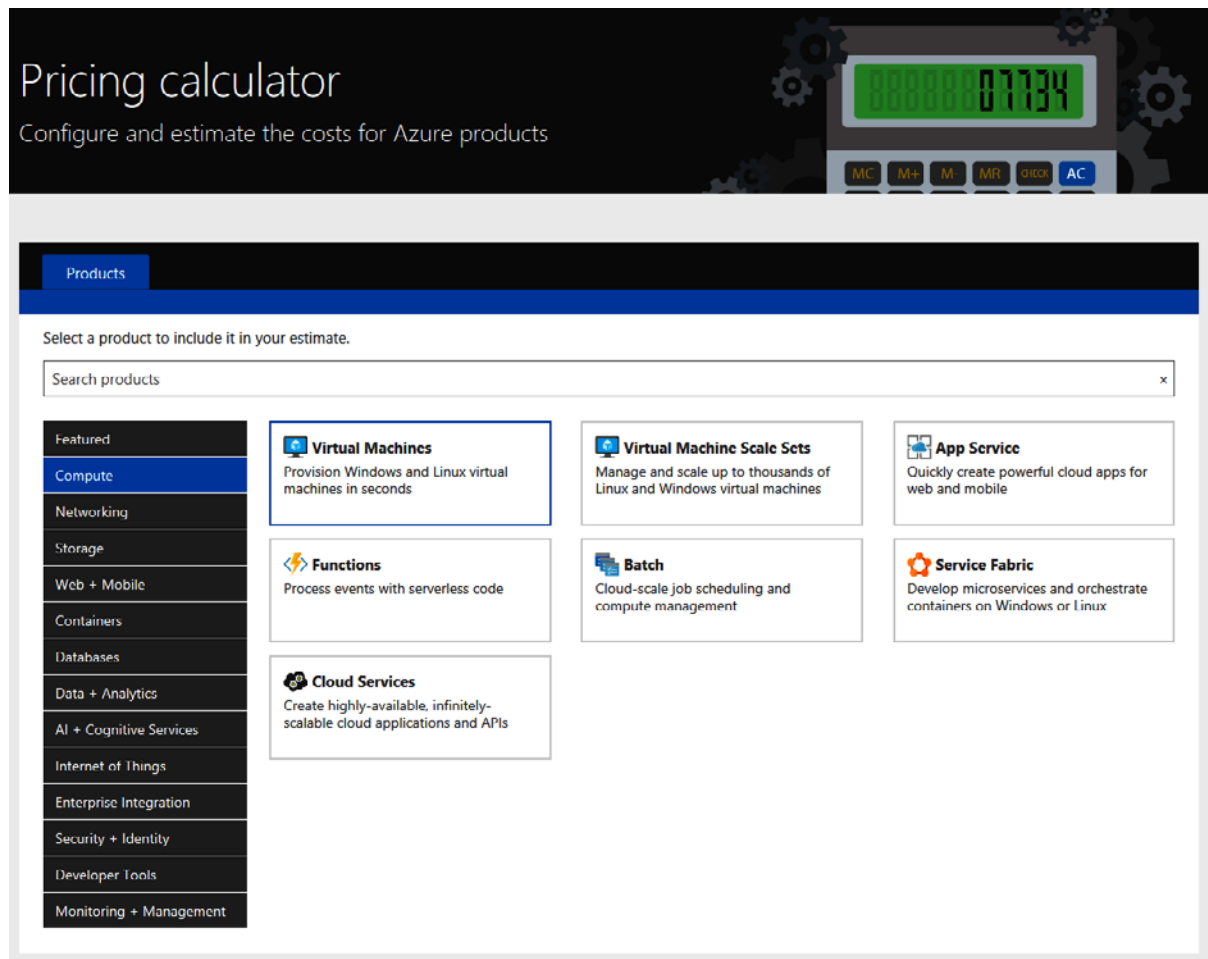 Pricing calculator
Configure and estimate the costs for Azure products
07734
MC M+ M- MR CHECK AC
Products
Select a product to include it in your estimate.
Search products x
Featured
Compute
Networking
Storage
Web + Mobile
Containers
Databases
Data + Analytics
AI + Cognitive Services
Internet of Things
Enterprise Integration
Security + Identity
Developer Tools
Monitoring + Management
Virtual Machines
Provision Windows and Linux virtual
machines in seconds
Virtual Machine Scale Sets
Manage and scale up to thousands of
Linux and Windows virtual machines
App Service
Quickly create powerful cloud apps for
web and mobile
Functions
Process events with serverless code
Batch
Cloud-scale job scheduling and
compute management
Service Fabric
Develop microservices and orchestrate
containers on Windows or Linux
Cloud Services
Create highly-available, infinitely-
scalable cloud applications and APIs